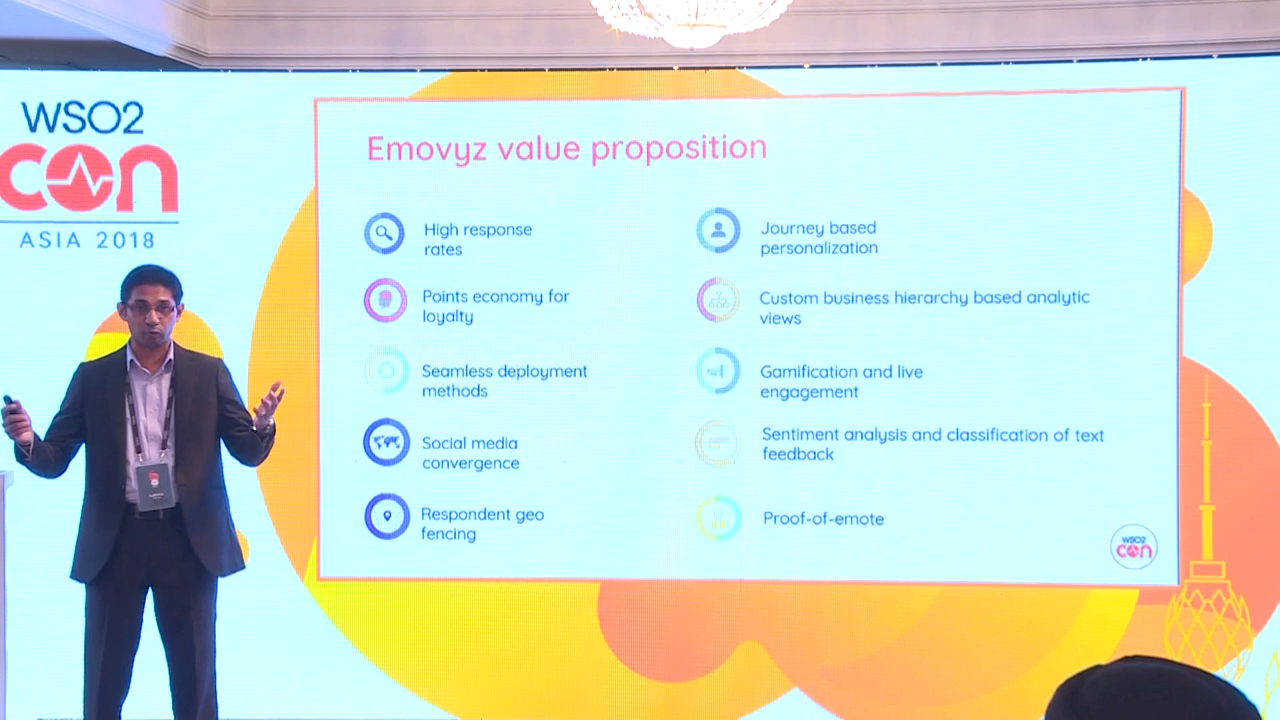 WSO2
con
ASIA 2018
Emovyz value proposition
High response
rates
Points economy for
loyalty
Seamless deployment
methods
Social media
convergence
Respondent geo
fencing
Journey based
personalization
Custom business hierarchy based analytic
views
Gamification and live
engagement
Sentiment analysis and classification of text
feedback
Proof-of-emote
WSO2
con